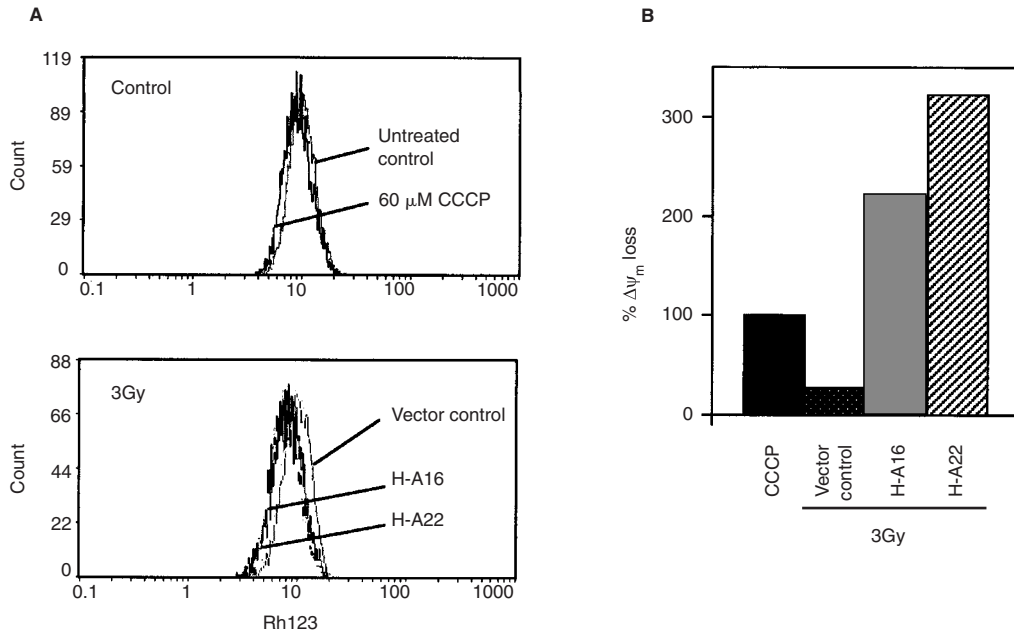 A
119
89
59
29
0
Count
Control
Untreated
control
60 μM CCCP
0.1 1 10 100 1000
88
66
44
22
0
Count
3Gy
Vector control
H-A16
H-A22
0.1 1 10 100 1000
Rh123
B
% Δψm loss
300
200
100
0
CCCP
Vector
control
H-A16
H-A22
3Gy